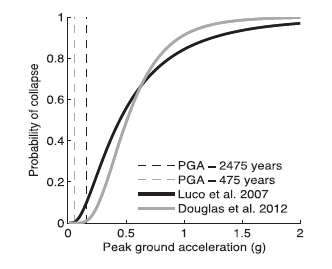 1
0.8
0.6
0.4
0.2
0
Probability of collapse
PGA – 2475 years
PGA – 475 years
Luco et al. 2007
Douglas et al. 2012
0 0.5 1 1.5 2
Peak ground acceleration (g)